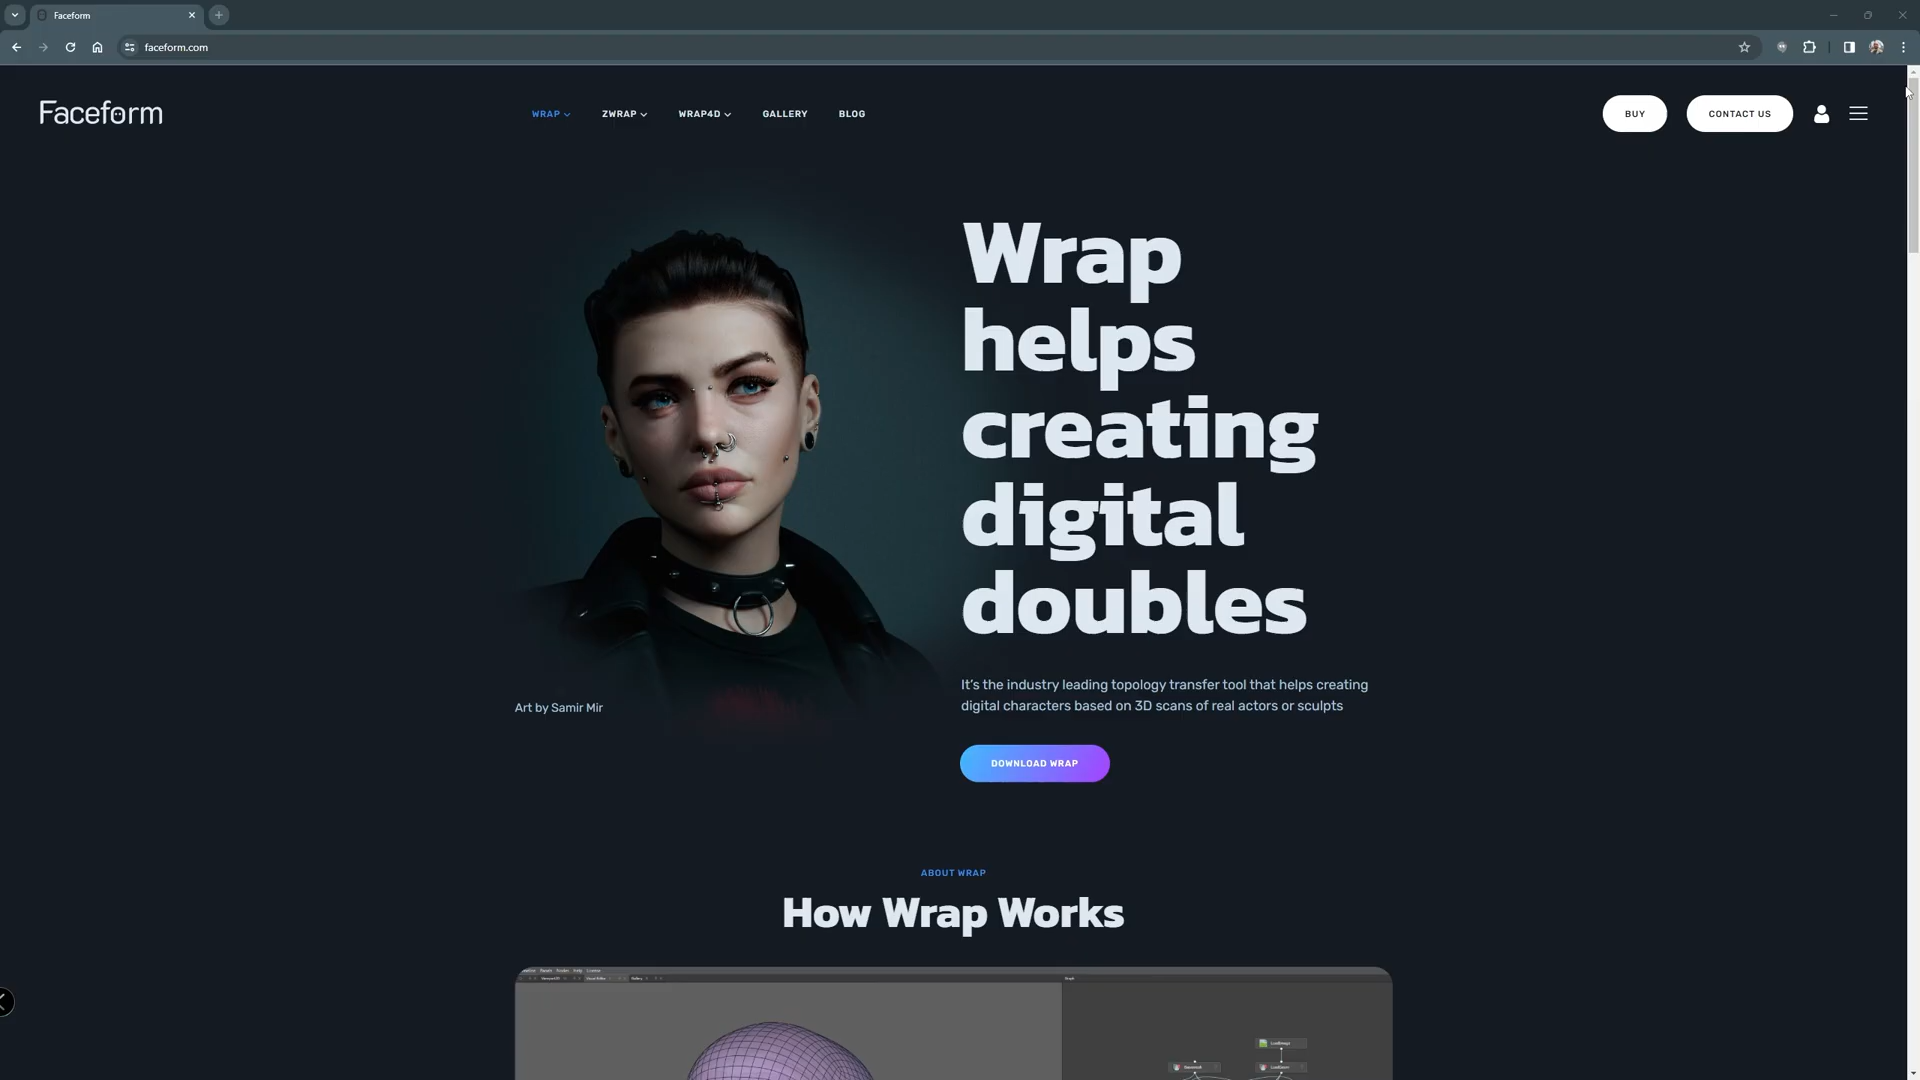 Faceform
faceform.com
Faceform
WRAP
ZWRAP
WRAP4D
GALLERY
BLOG
BUY
CONTACT US
Wrap
helps
creating
digital
doubles
Art by Samir Mir
It's the industry leading topology transfer tool that helps creating
digital characters based on 3D scans of real actors or sculpts
DOWNLOAD WRAP
ABOUT WRAP
How Wrap Works